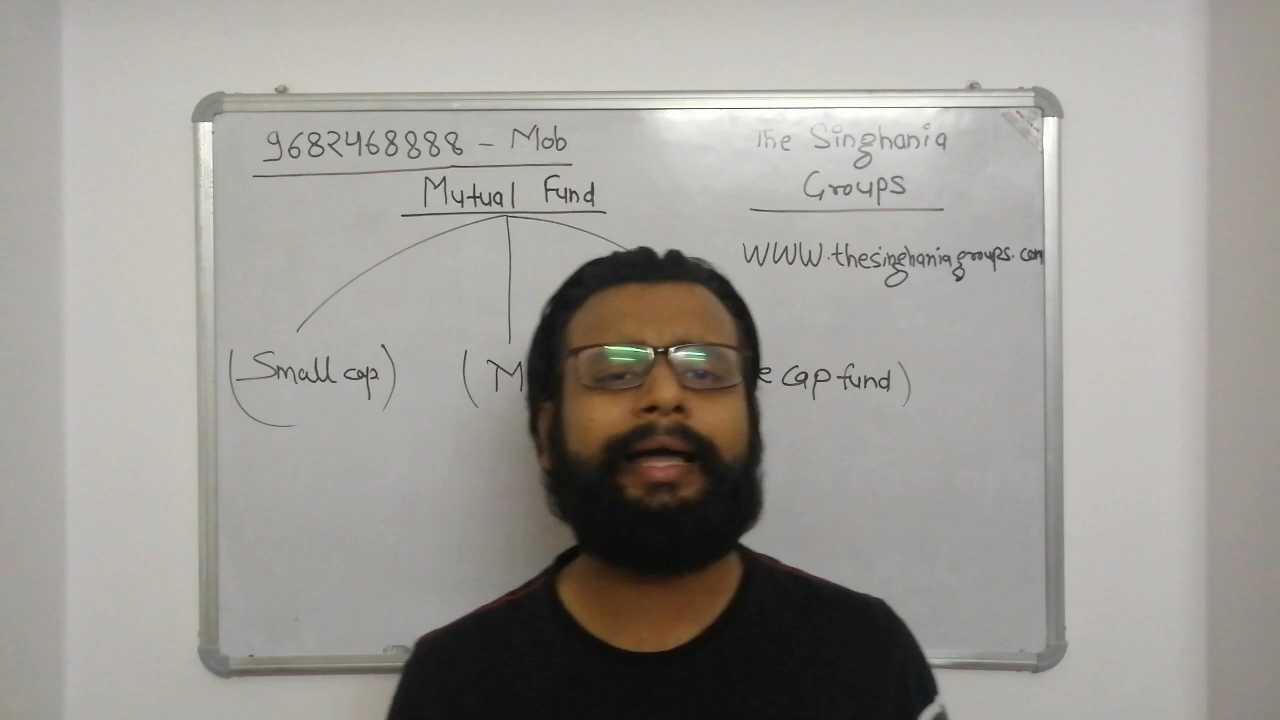 9682468888 - Mob
The Singhania
Groups
Mutual Fund
WWW.thesinghaniagroups.com
(Small cap)
(M
e cap fund)